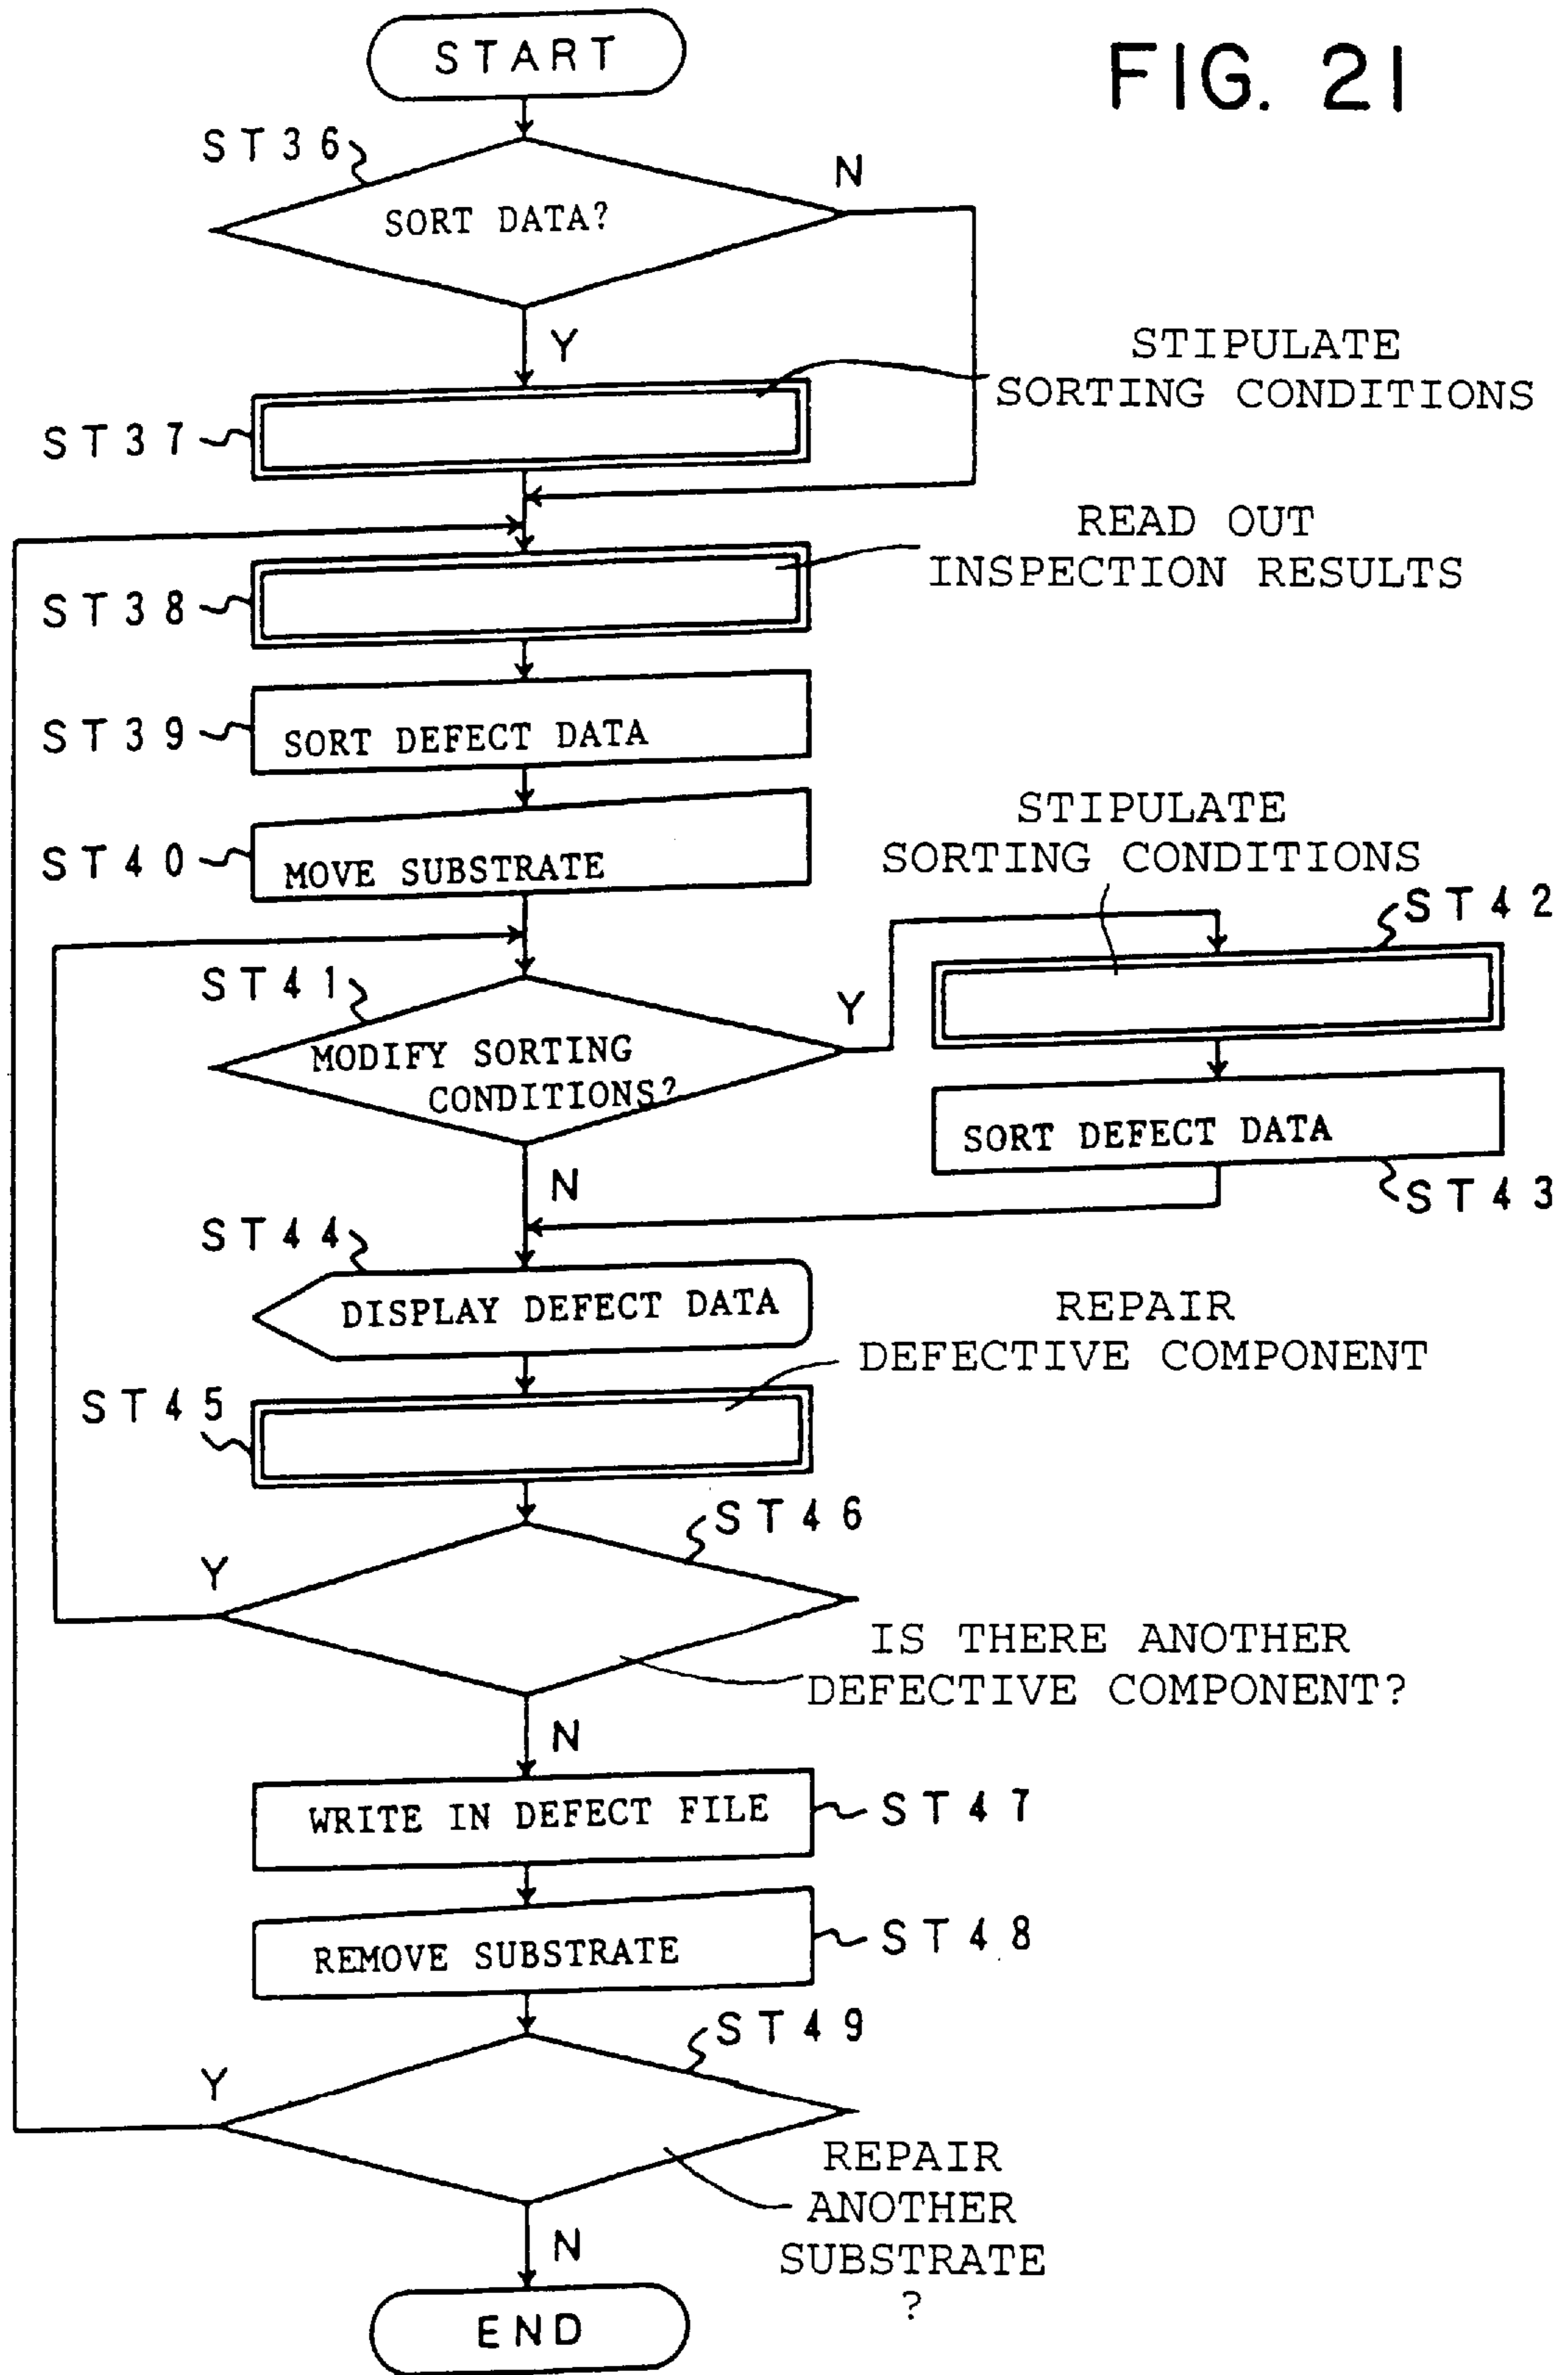 FIG. 21
START
ST36
N
SORT DATA?
Y
STIPULATE
SORTING CONDITIONS
ST37
READ OUT
INSPECTION RESULTS
ST38
ST39
SORT DEFECT DATA
ST40
MOVE SUBSTRATE
STIPULATE
SORTING CONDITIONS
ST42
ST41
Y
MODIFY SORTING
CONDITIONS?
SORT DEFECT DATA
ST43
N
ST44
DISPLAY DEFECT DATA
REPAIR
DEFECTIVE COMPONENT
ST45
ST46
Y
IS THERE ANOTHER
DEFECTIVE COMPONENT?
N
WRITE IN DEFECT FILE
ST47
REMOVE SUBSTRATE
ST48
ST49
Y
REPAIR
ANOTHER
SUBSTRATE
?
N
END